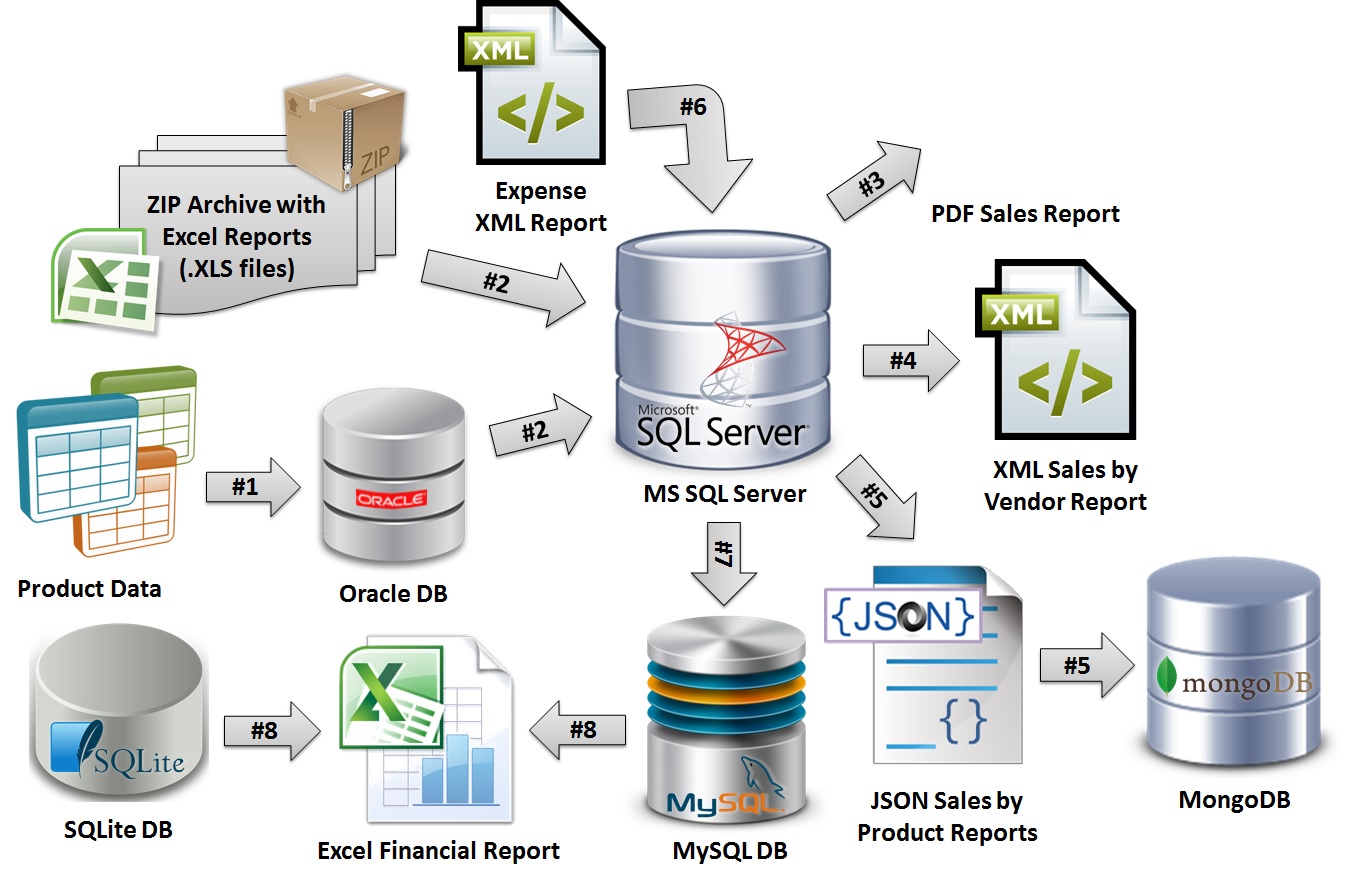 XML
</>
#6
ZIP
ZIP Archive with
Excel Reports
(.XLS files)
Expense
XML Report
#3
PDF Sales Report
#2
XML
</>
#4
Microsoft®
SQL Server®
MS SQL Server
XML Sales by
Vendor Report
#1
ORACLE
#2
#5
Product Data
Oracle DB
#7
{JSON}
{}
#5
mongoDB
MongoDB
SQLite
SQLite DB
#8
X
Excel Financial Report
#8
MySQL™
MySQL DB
JSON Sales by
Product Reports